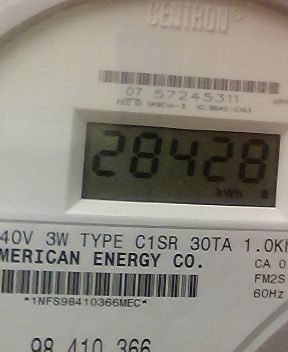 CENTRON®
07 57245311
28428
kWh
40V 3W TYPE C1SR 30TA 1.0K
MERICAN ENERGY CO. CA 0
FM2S
*1NFS98410366MEC* 60Hz
98 410 366